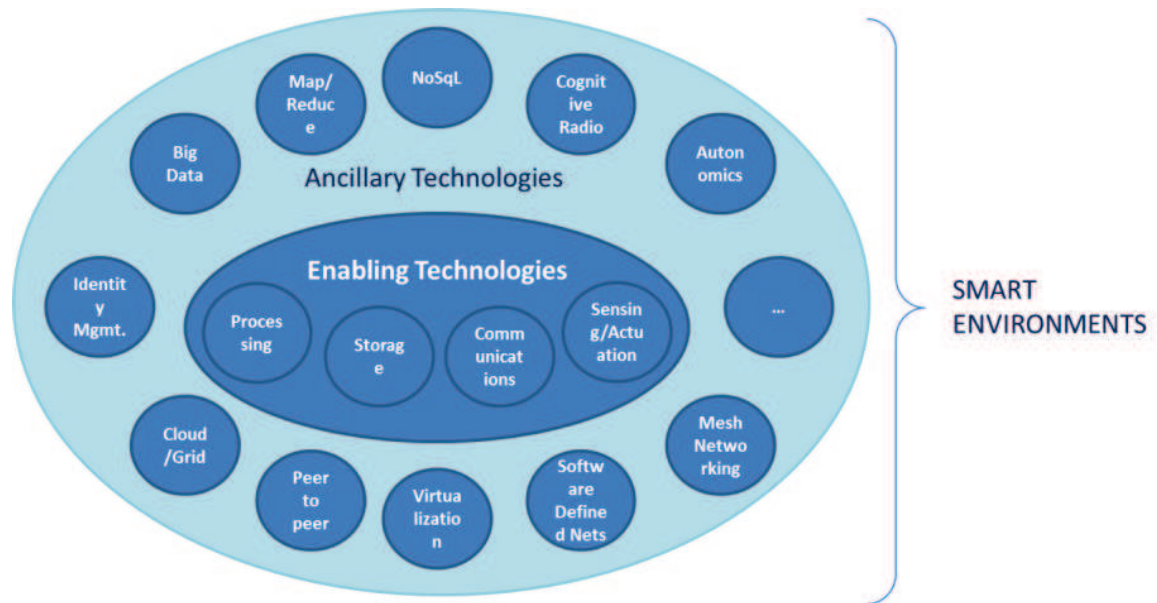 NoSqL
Map/
Reduc
e
Cognit
ive
Radio
Big
Data
Auton
omics
Ancillary Technologies
Enabling Technologies
Identit
y
Mgmt.
Proces
sing
Storag
e
Comm
unicat
ions
Sensin
g/Actu
ation
...
SMART
ENVIRONMENTS
Cloud
/Grid
Mesh
Netwo
rking
Peer
to
peer
Virtua
lizatio
n
Softw
are
Define
d Nets